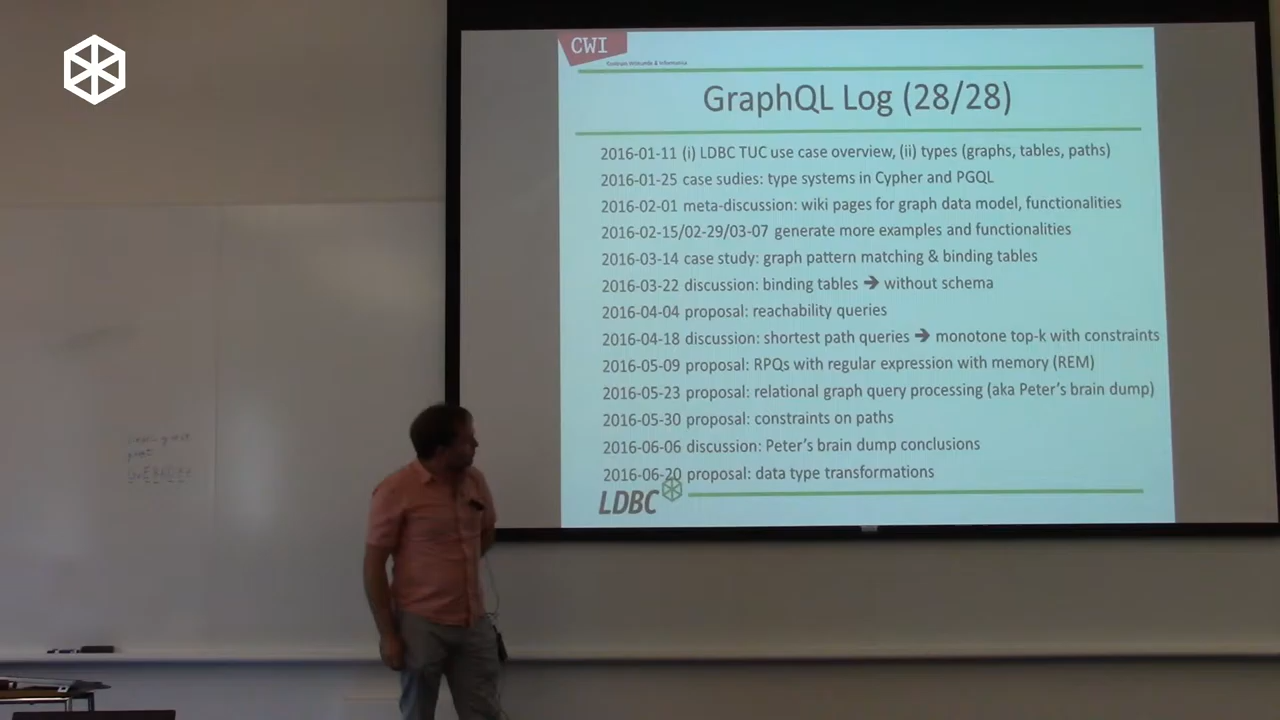 CWI
Centrum Wiskunde & Informatica
GraphQL Log (28/28)
2016-01-11 (i) LDBC TUC use case overview, (ii) types (graphs, tables, paths)
2016-01-25 case sudies: type systems in Cypher and PGQL
2016-02-01 meta-discussion: wiki pages for graph data model, functionalities
2016-02-15/02-29/03-07 generate more examples and functionalities
2016-03-14 case study: graph pattern matching & binding tables
2016-03-22 discussion: binding tables ➔ without schema
2016-04-04 proposal: reachability queries
2016-04-18 discussion: shortest path queries ➔ monotone top-k with constraints
2016-05-09 proposal: RPQs with regular expression with memory (REM)
2016-05-23 proposal: relational graph query processing (aka Peter's brain dump)
2016-05-30 proposal: constraints on paths
2016-06-06 discussion: Peter's brain dump conclusions
2016-06-20 proposal: data type transformations
LDBC